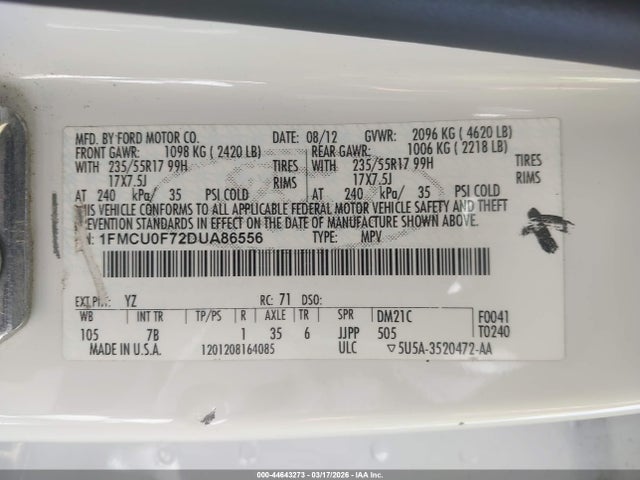 MFD. BY FORD MOTOR CO. DATE: 08/12 GVWR: 2096 KG ( 4620 LB)
FRONT GAWR: 1098 KG ( 2420 LB) REAR GAWR: 1006 KG ( 2218 LB)
WITH 235/55R17 99H TIRES WITH 235/55R17 99H TIRES
17X7.5J RIMS 17X7.5J RIMS
AT 240 kPa/ 35 PSI COLD AT 240 kPa/ 35 PSI COLD
THIS VEHICLE CONFORMS TO ALL APPLICABLE FEDERAL MOTOR VEHICLE SAFETY AND THEFT
PREVENTION STANDARDS IN EFFECT ON THE DATE OF MANUFACTURE SHOWN ABOVE.
: 1FMCU0F72DUA86556 TYPE: MPV
EXT PNT: YZ RC: 71 DSO:
WB INT TR TP/PS R AXLE TR SPR DM21C F0041
105 7B 1 35 6 JJPP 505 T0240
MADE IN U.S.A. 1201208164085 ULC ▽5U5A-3520472-AA
000-44643273 - 03/17/2026 - IAAI.COM